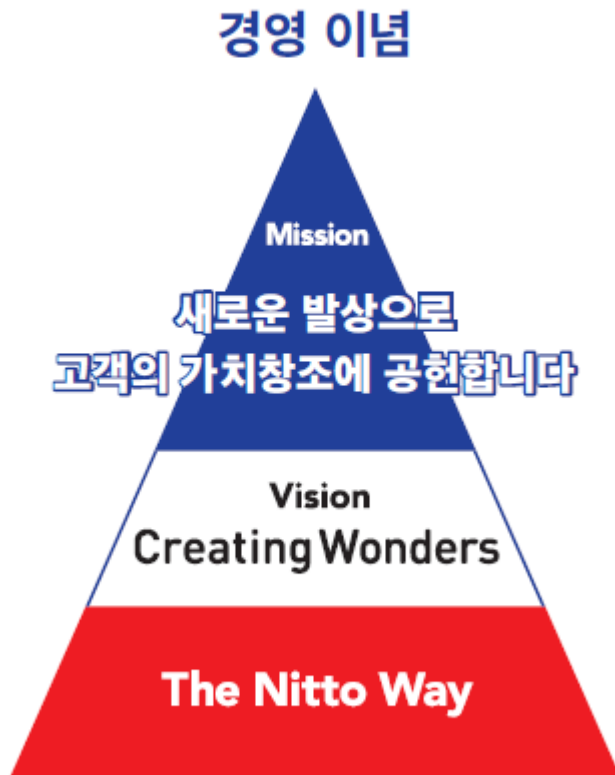 경영 이념
Mission
새로운 발상으로
고객의 가치창조에 공헌합니다
Vision
Creating Wonders
The Nitto Way